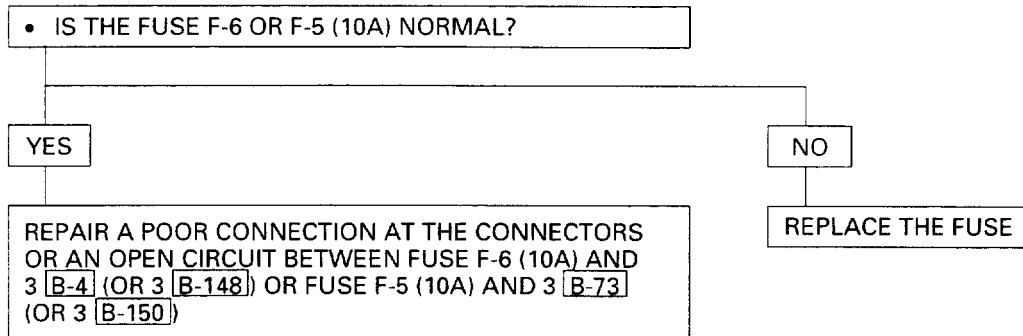 • IS THE FUSE F-6 OR F-5 (10A) NORMAL?
YES
NO
REPAIR A POOR CONNECTION AT THE CONNECTORS
OR AN OPEN CIRCUIT BETWEEN FUSE F-6 (10A) AND
3 B-4 (OR 3 B-148) OR FUSE F-5 (10A) AND 3 B-73
(OR 3 B-150)
REPLACE THE FUSE